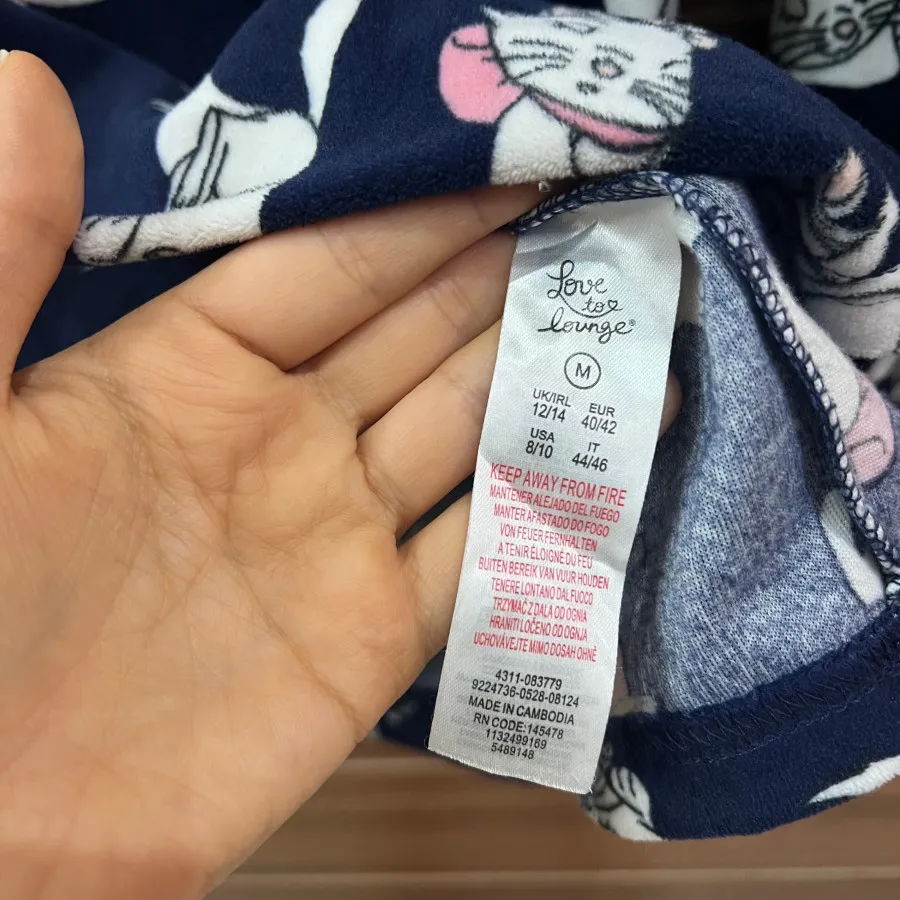 Love
to
lounge®
M
UK/IRL EUR
12/14 40/42
USA IT
8/10 44/46
KEEP AWAY FROM FIRE
MANTENER ALEJADO DEL FUEGO
MANTER AFASTADO DO FOGO
VON FEUER FERNHALTEN
A TENIR ÉLOIGNÉ DU FEU
BUITEN BEREIK VAN VUUR HOUDEN
TENERE LONTANO DAL FUOCO
TRZYMAĆ Z DALA OD OGNIA
HRANITI LOČENO OD OGNJA
UCHOVÁVEJTE MIMO DOSAH OHNĚ
4311-083779
9224736-0528-08124
MADE IN CAMBODIA
RN CODE:145478
1132499169
5489148